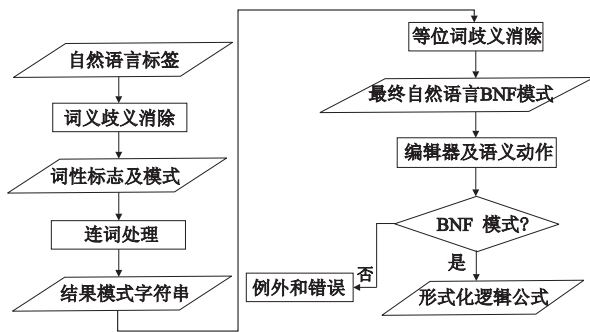 自然语言标签
词义歧义消除
词性标志及模式
连词处理
结果模式字符串
等位词歧义消除
最终自然语言BNF模式
编辑器及语义动作
BNF 模式?
否
是
例外和错误
形式化逻辑公式